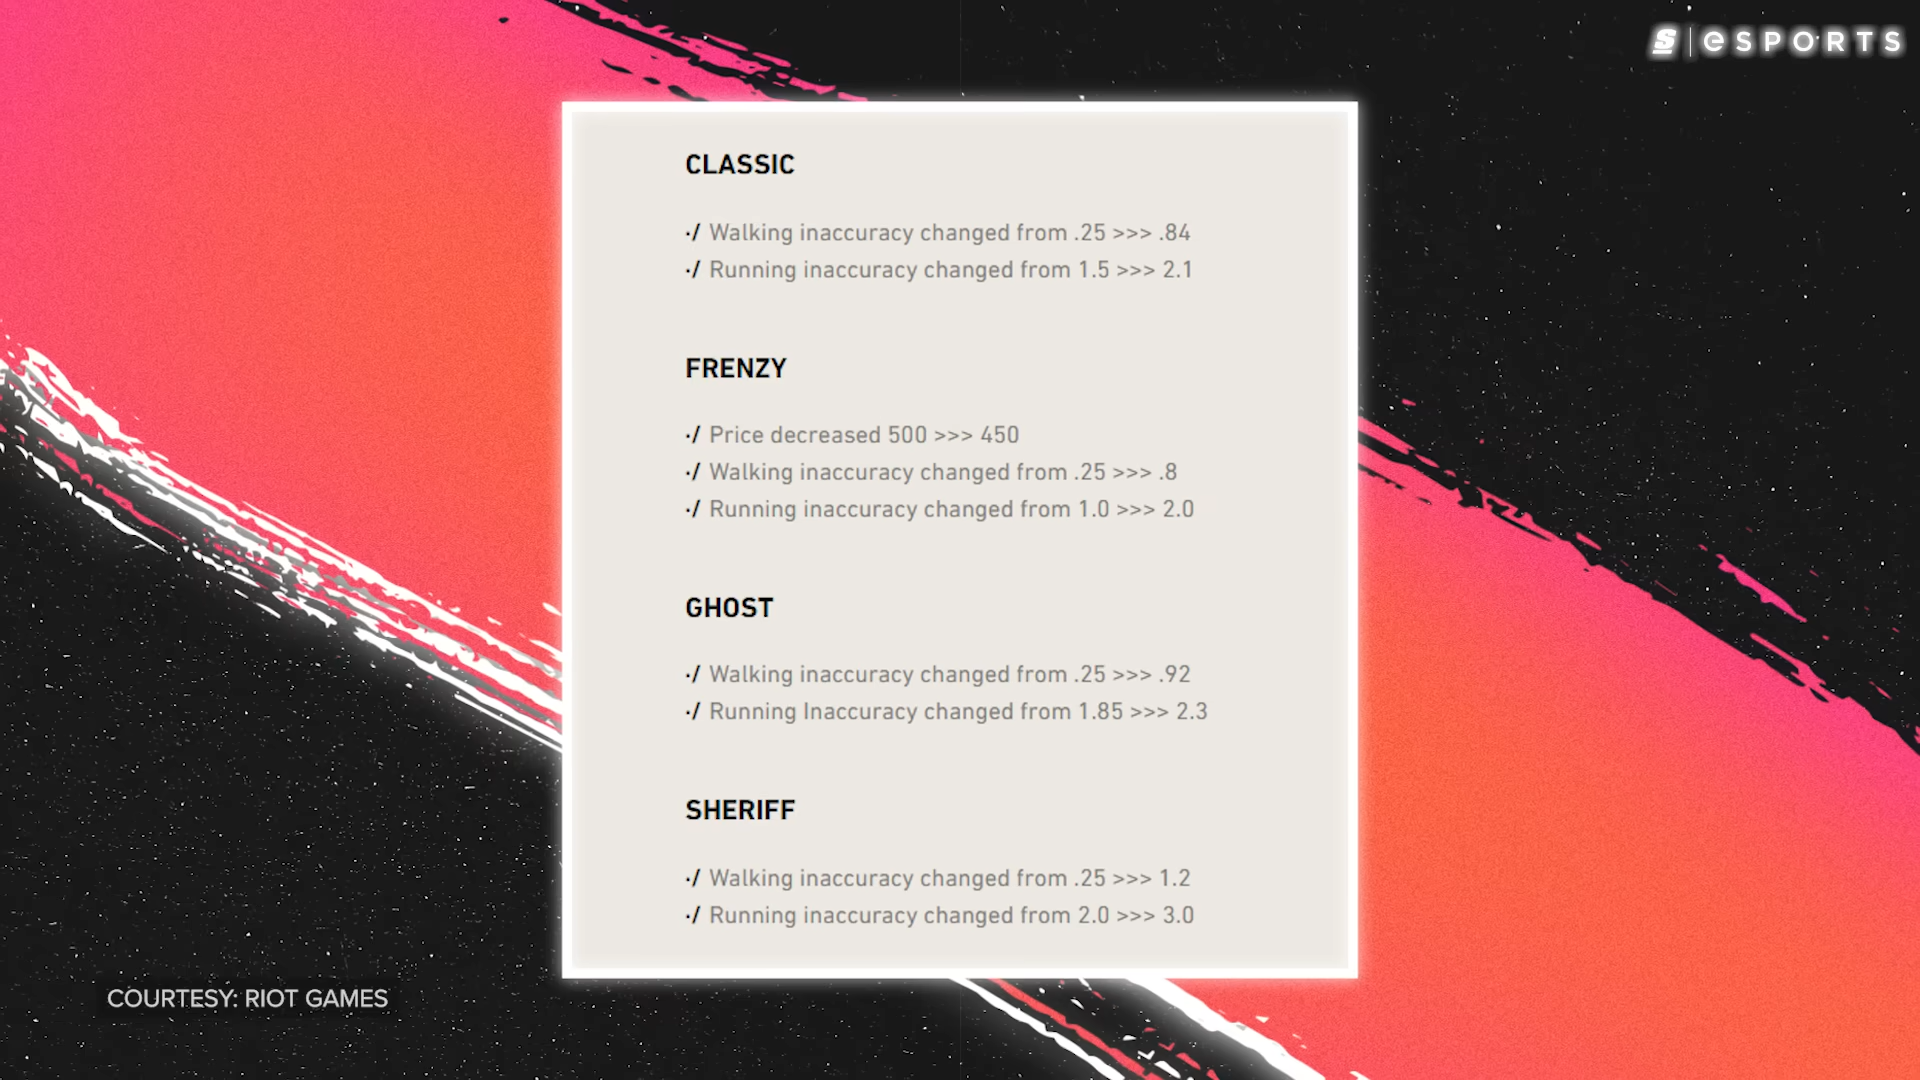 S | eSPORTS
CLASSIC
·/ Walking inaccuracy changed from .25 >>> .84
·/ Running inaccuracy changed from 1.5 >>> 2.1
FRENZY
·/ Price decreased 500 >>> 450
·/ Walking inaccuracy changed from .25 >>> .8
·/ Running inaccuracy changed from 1.0 >>> 2.0
GHOST
·/ Walking inaccuracy changed from .25 >>> .92
·/ Running Inaccuracy changed from 1.85 >>> 2.3
SHERIFF
·/ Walking inaccuracy changed from .25 >>> 1.2
·/ Running inaccuracy changed from 2.0 >>> 3.0
COURTESY: RIOT GAMES